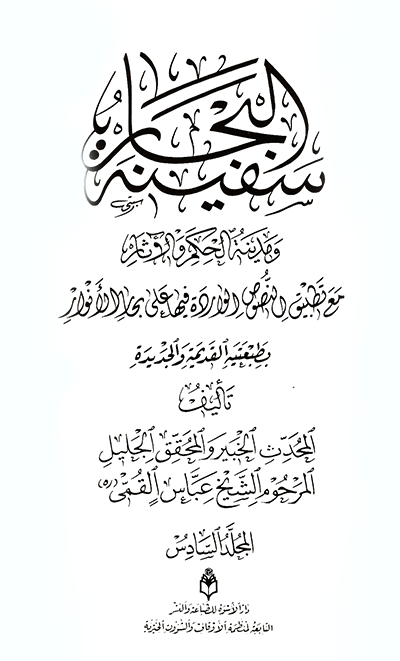 سفينة البحار
ومدينة الحكم والآثار
مع تطبيق النصوص الواردة فيها على بحار الأنوار
بطبعتيه القديمة والجديدة
تأليف
المحدث الخبير والمحقق الجليل
المرحوم الشيخ عباس القمي (ره)
المجلد السادس
دار الأسوة للطباعة والنشر
التابعة لمنظمة الأوقاف والشؤون الخيرية